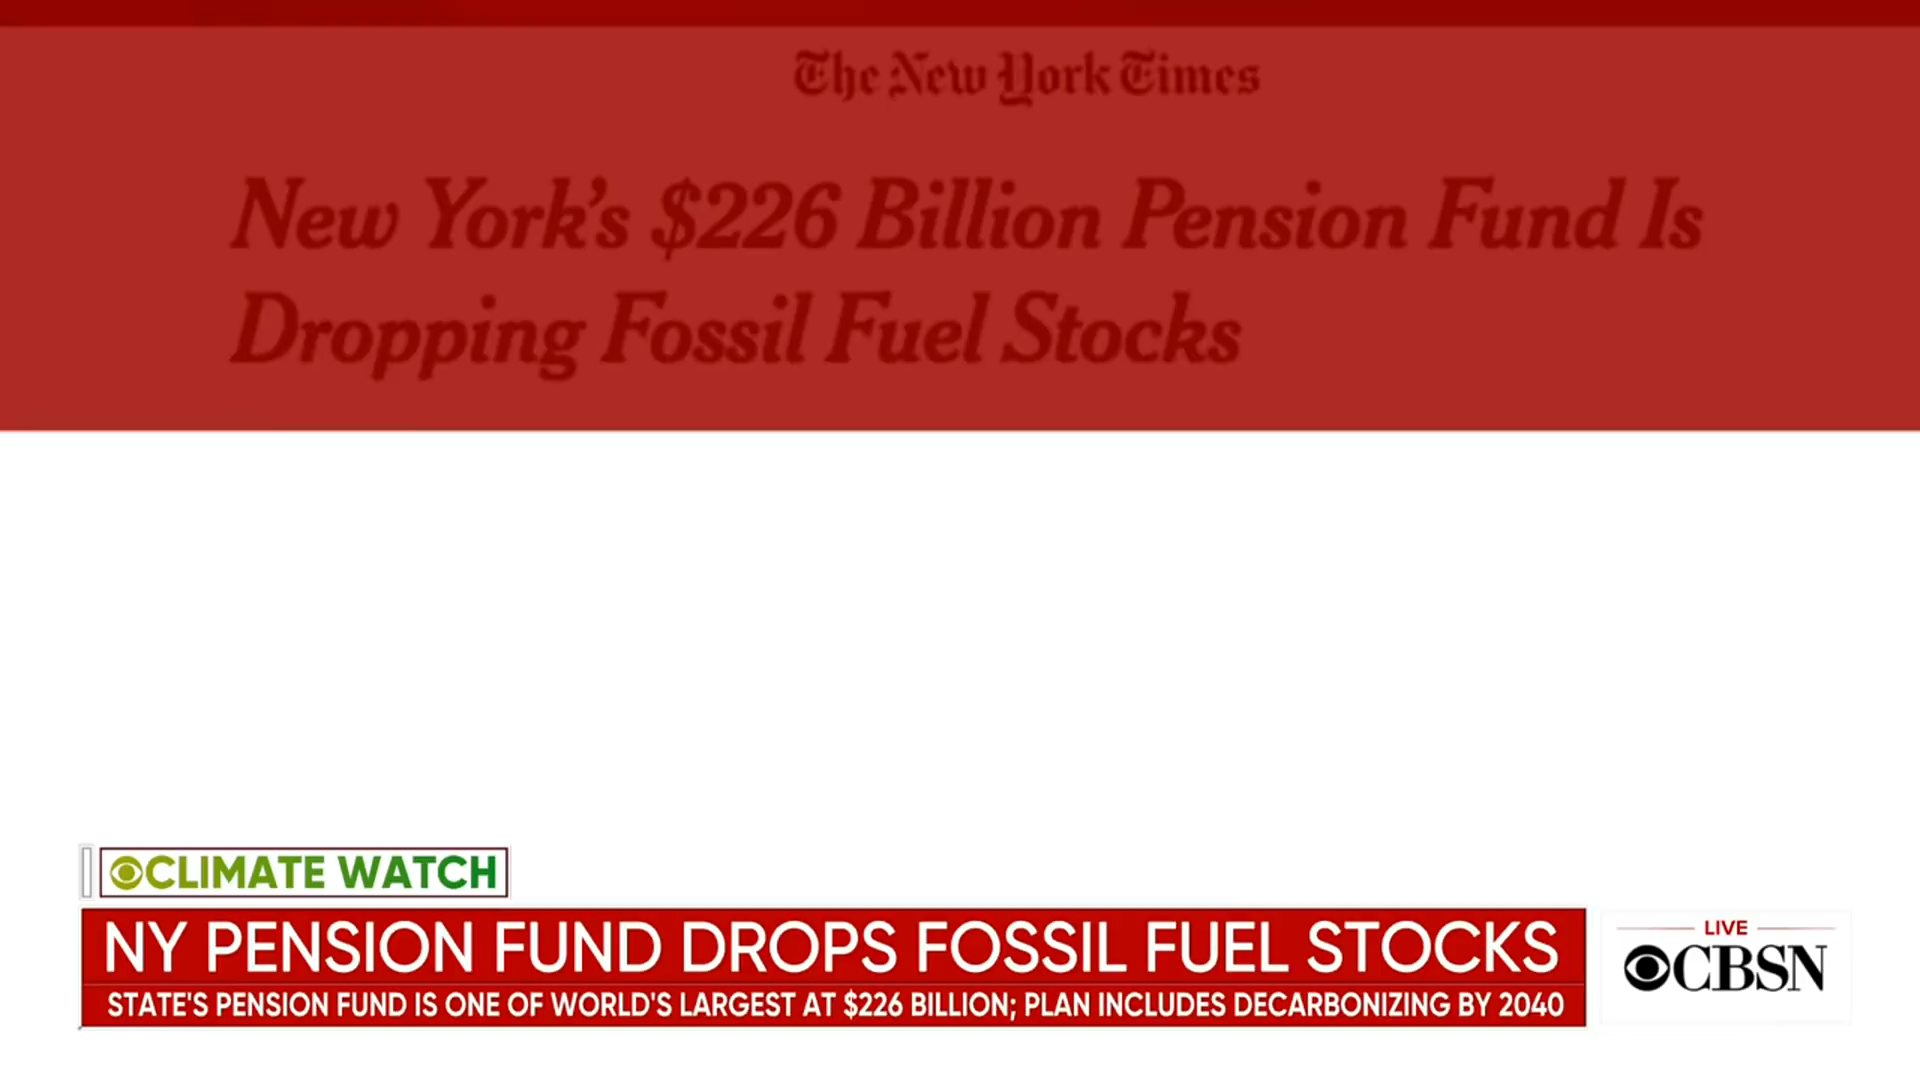 The New York Times
New York's $226 Billion Pension Fund Is
Dropping Fossil Fuel Stocks
CLIMATE WATCH
NY PENSION FUND DROPS FOSSIL FUEL STOCKS
STATE'S PENSION FUND IS ONE OF WORLD'S LARGEST AT $226 BILLION; PLAN INCLUDES DECARBONIZING BY 2040
LIVE
CBSN